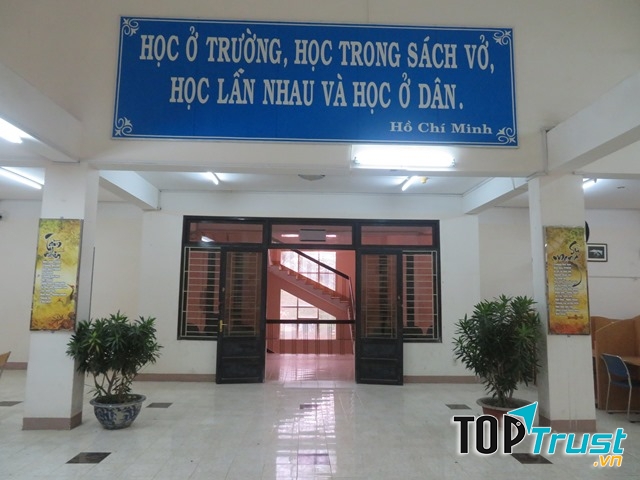 HỌC Ở TRƯỜNG, HỌC TRONG SÁCH VỞ,
HỌC LẪN NHAU VÀ HỌC Ở DÂN.
Hồ Chí Minh
TOPTrust
.vn